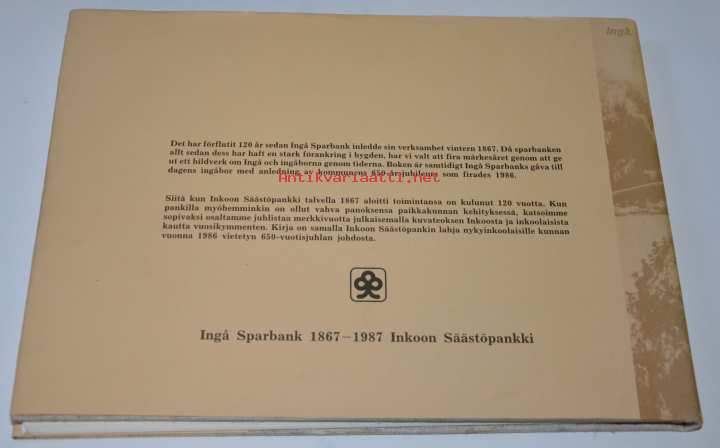 Ingå
Det har förflutit 120 år sedan Ingå Sparbank inledde sin verksamhet vintern 1867. Då sparbanken
allt sedan dess har haft en stark förankring i bygden, har vi valt att fira märkesåret genom att ge
ut ett bildverk om Ingå och ingåborna genom tiderna. Boken är samtidigt Ingå Sparbanks gåva till
dagens ingåbor med anledning av kommunens 650-årsjubileum som firades 1986.
Antikvariaatti.net
Siitä kun Inkoon Säästöpankki talvella 1867 aloitti toimintansa on kulunut 120 vuotta. Kun
pankilla myöhemminkin on ollut vahva panoksensa paikkakunnan kehityksessä, katsoimme
sopivaksi osaltamme juhlistaa merkkivuotta julkaisemalla kuvateoksen Inkoosta ja inkoolaisista
kautta vuosikymmenten. Kirja on samalla Inkoon Säästöpankin lahja nykyinkoolaisille kunnan
vuonna 1986 vietetyn 650-vuotisjuhlan johdosta.
Ingå Sparbank 1867–1987 Inkoon Säästöpankki